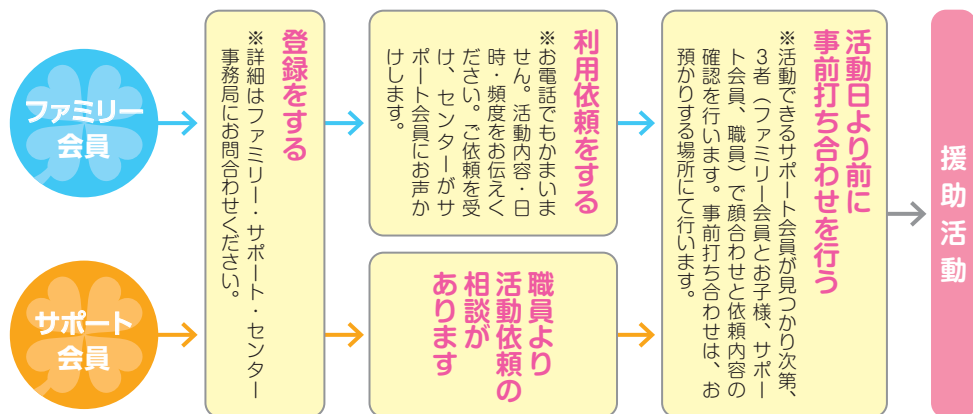 ファミリー
会員
サポート
会員
登録をする
※詳細はファミリー・サポート・センター
事務局にお問合わせください。
利用依頼をする
※お電話でもかまいま
せん。活動内容・日
時・頻度をお伝えく
ださい。ご依頼を受
け、センターがサ
ポート会員にお声か
けします。
職員より
活動依頼の
相談が
あります
活動日より前に
事前打ち合わせを行う
※活動できるサポート会員が見つかり次第、
3者（ファミリー会員とお子様、サポー
ト会員、職員）で顔合わせと依頼内容の
確認を行います。事前打ち合わせは、お
預かりする場所にて行います。
援助活動